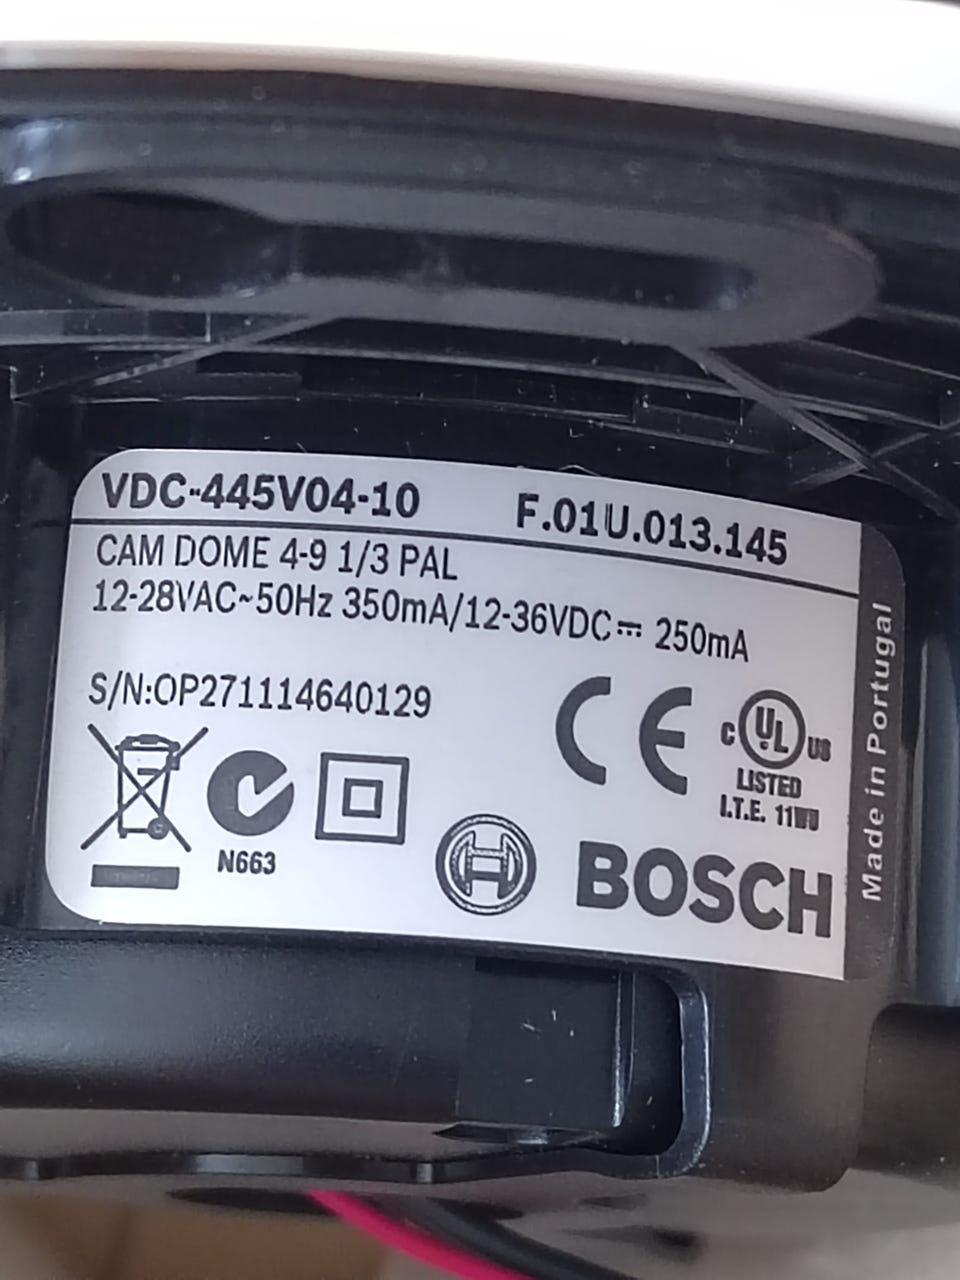 VDC-445V04-10 F.01U.013.145
CAM DOME 4-9 1/3 PAL
12-28VAC~50Hz 350mA/12-36VDC⎓ 250mA
S/N:OP271114640129
CE
C UL US
LISTED
I.T.E. 11WU
N663
BOSCH
Made in Portugal